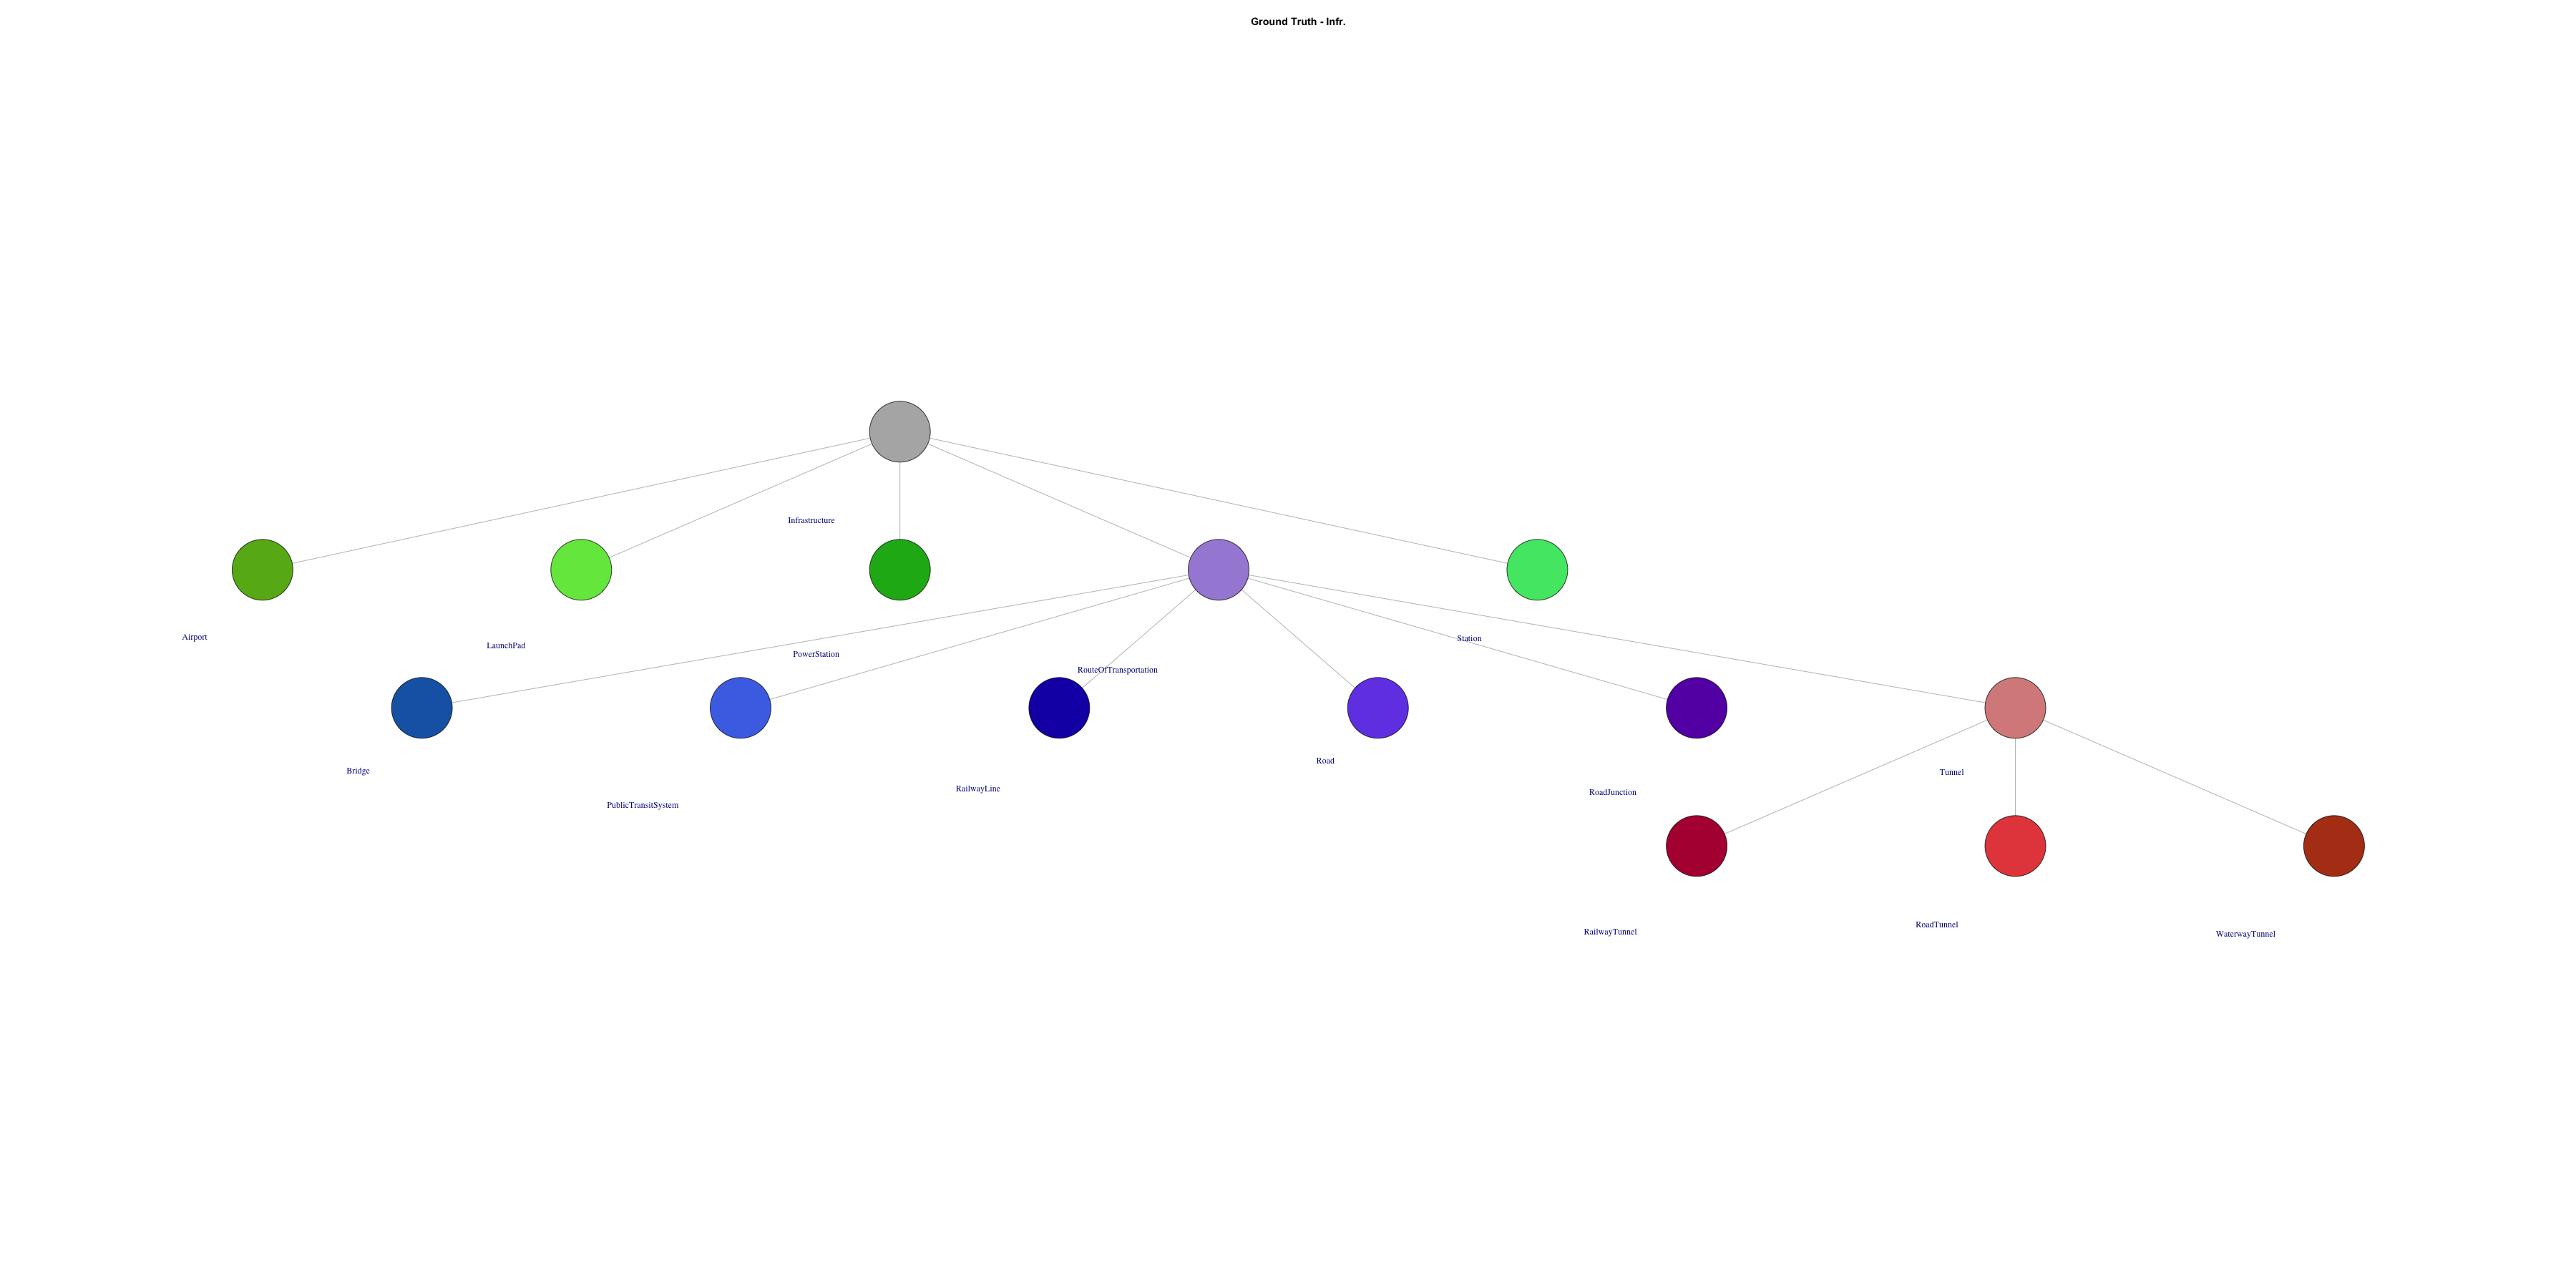 Ground Truth - Infr.
Infrastructure
Airport
LaunchPad
PowerStation
RouteOfTransportation
Station
Bridge
PublicTransitSystem
RailwayLine
Road
RoadJunction
Tunnel
RailwayTunnel
RoadTunnel
WaterwayTunnel